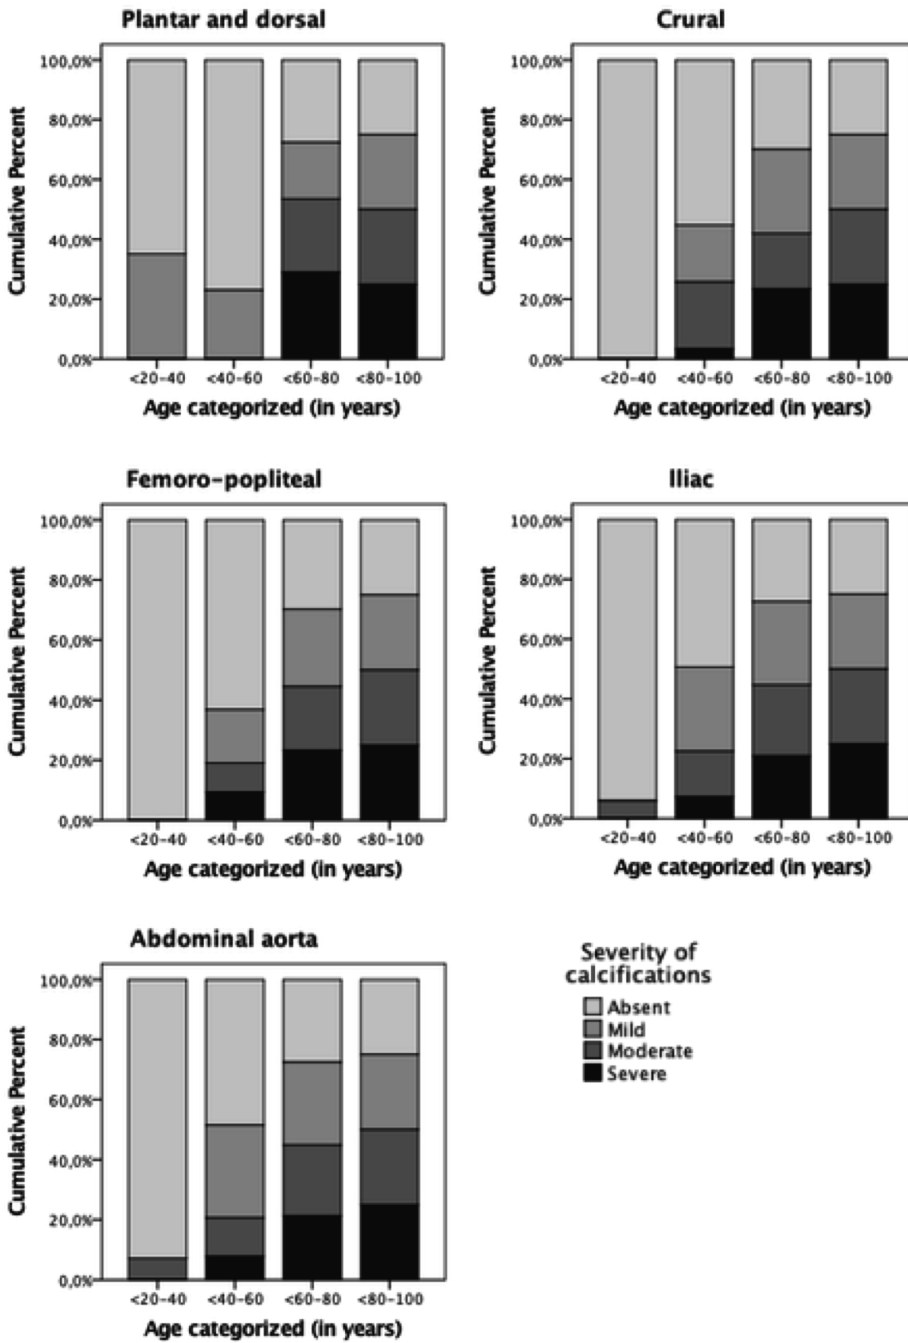 Plantar and dorsal
Cumulative Percent
100,0%
80,0%
60,0%
40,0%
20,0%
0,0%
<20-40 <40-60 <60-80 <80-100
Age categorized (in years)
Crural
Cumulative Percent
100,0%
80,0%
60,0%
40,0%
20,0%
0,0%
<20-40 <40-60 <60-80 <80-100
Age categorized (in years)
Femoro-popliteal
Cumulative Percent
100,0%
80,0%
60,0%
40,0%
20,0%
0,0%
<20-40 <40-60 <60-80 <80-100
Age categorized (in years)
Iliac
Cumulative Percent
100,0%
80,0%
60,0%
40,0%
20,0%
0,0%
<20-40 <40-60 <60-80 <80-100
Age categorized (in years)
Abdominal aorta
Cumulative Percent
100,0%
80,0%
60,0%
40,0%
20,0%
0,0%
<20-40 <40-60 <60-80 <80-100
Age categorized (in years)
Severity of
calcifications
Absent
Mild
Moderate
Severe